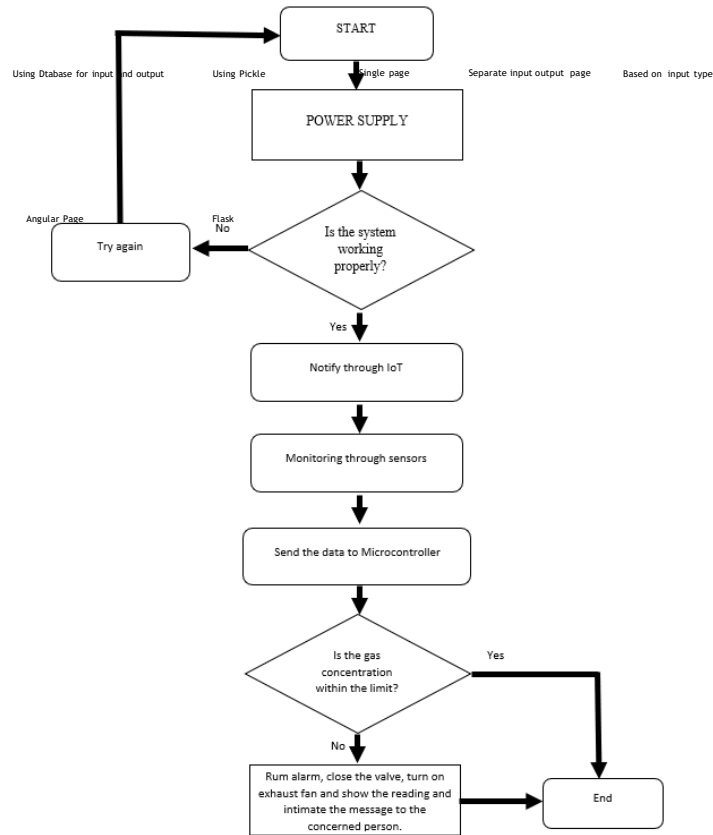 START
Using Dtabase for input and output
Using Pickle
Single page
Separate input output page
Based on input type
POWER SUPPLY
Angular Page
Flask
No
Try again
Is the system
working
properly?
Yes
Notify through IoT
Monitoring through sensors
Send the data to Microcontroller
Is the gas
concentration
within the limit?
Yes
No
Rum alarm, close the valve, turn on
exhaust fan and show the reading and
intimate the message to the
concerned person.
End